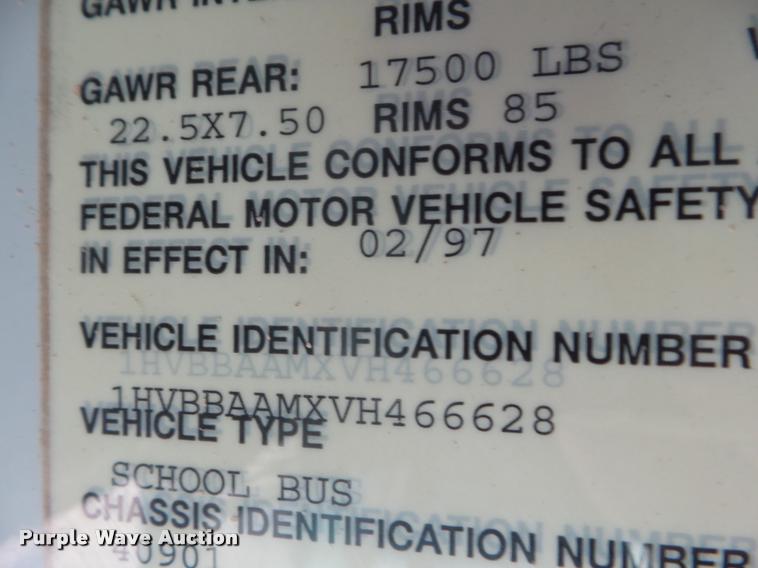 GAWR
RIMS
GAWR REAR: 17500 LBS
22.5X7.50 RIMS 85
THIS VEHICLE CONFORMS TO ALL
FEDERAL MOTOR VEHICLE SAFETY
IN EFFECT IN: 02/97
VEHICLE IDENTIFICATION NUMBER
1HVBBAAMXVH466628
VEHICLE TYPE
SCHOOL BUS
CHASSIS IDENTIFICATION NUMBER
40901
Purple Wave Auction